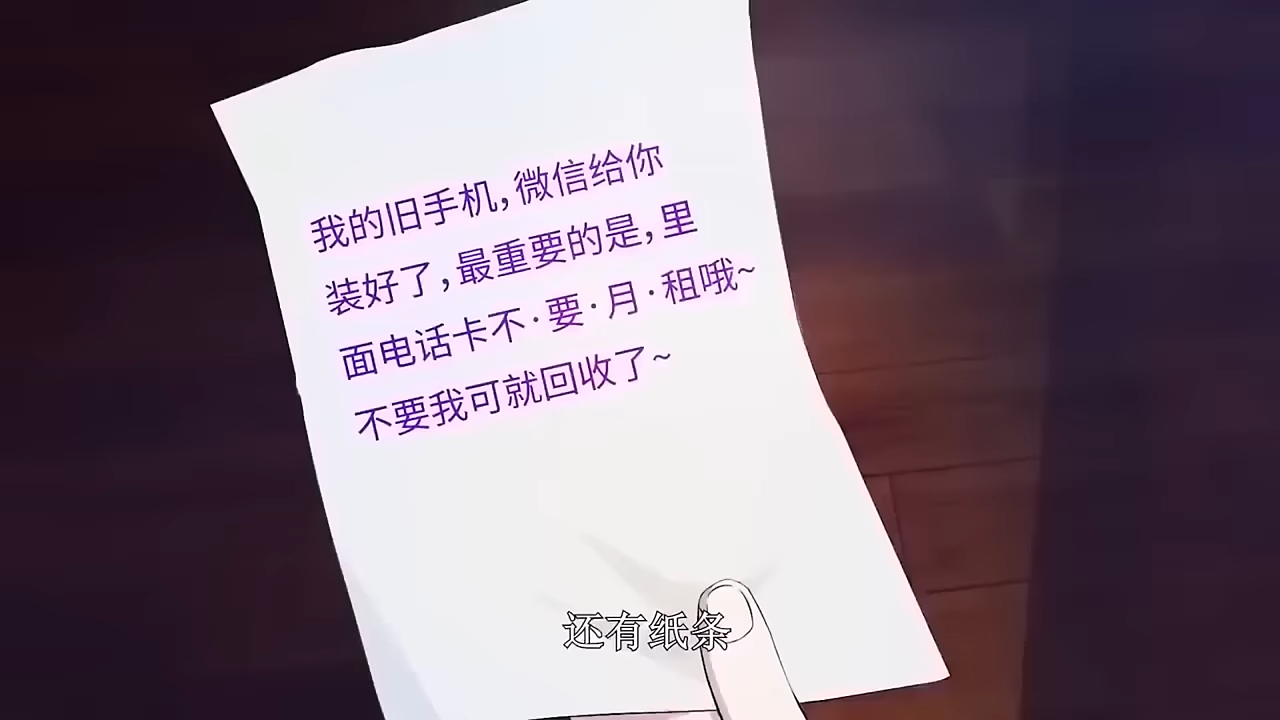 我的旧手机，微信给你
装好了，最重要的是，里
面电话卡不·要·月·租哦~
不要我可就回收了~
还有纸条